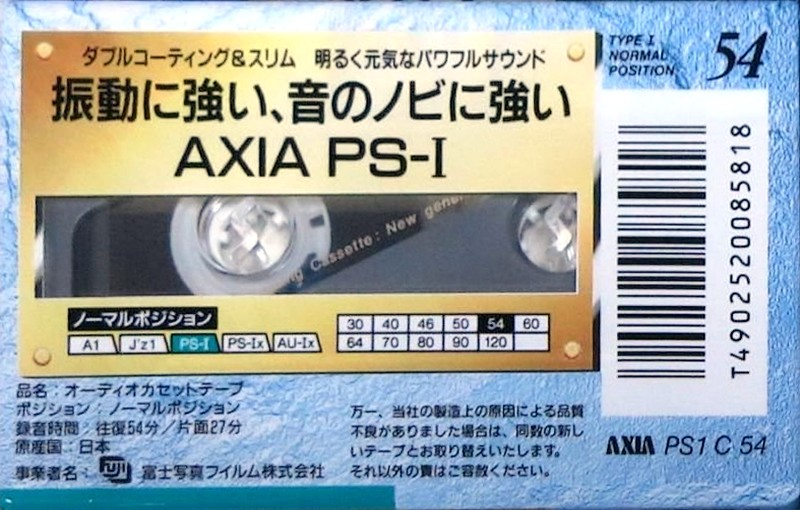 ダブルコーティング&スリム 明るく元気なパワフルサウンド
振動に強い、音のノビに強い
AXIA PS-I
TYPE I
NORMAL
POSITION
54
ng Cassette: New gene
ノーマルポジション
A1 J'z1 PS-I PS-Ix AU-Ix
30 40 46 50 54 60
64 70 80 90 120
T4902520085818
品名:オーディオカセットテープ
ポジション:ノーマルポジション
録音時間:往復54分/片面27分
原産国:日本
事業者名: FUJI 富士写真フイルム株式会社
万一、当社の製造上の原因による品質
不良がありました場合は、同数の新し
いテープとお取り替えいたします。
それ以外の責はご容赦ください。
AXIA PS1 C 54